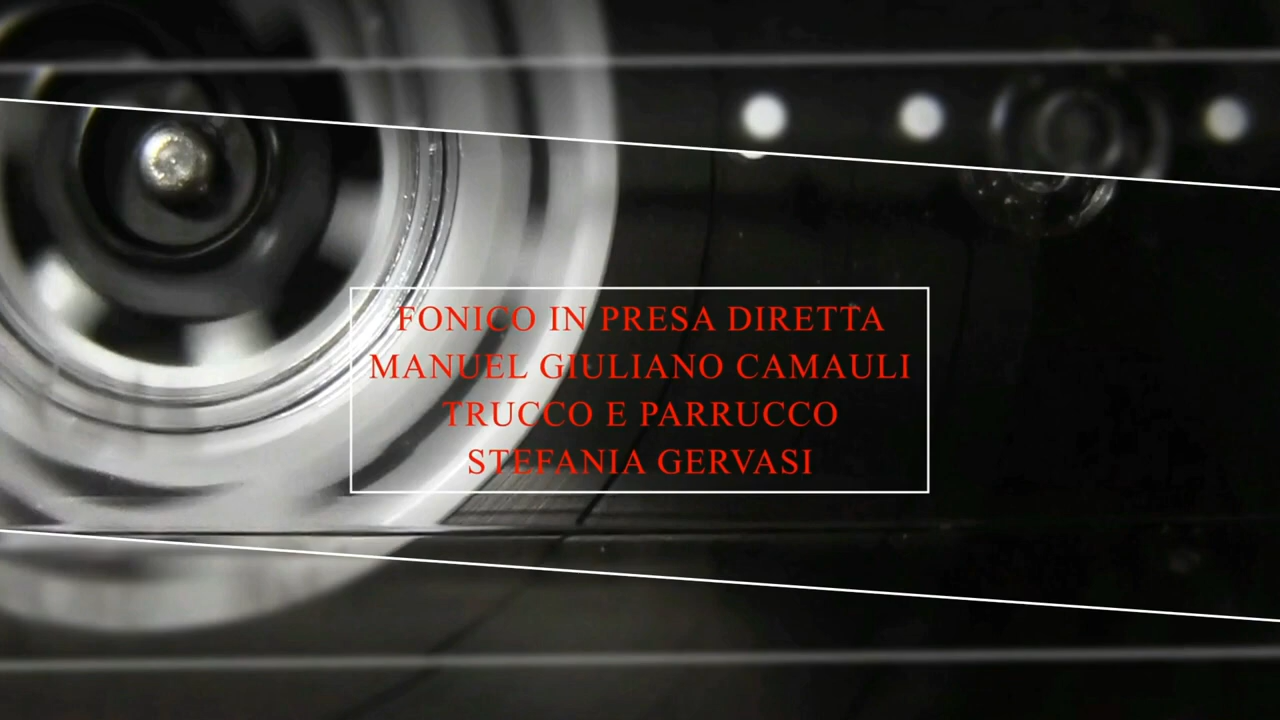 FONICO IN PRESA DIRETTA
MANUEL GIULIANO CAMAULI
TRUCCO E PARRUCCO
STEFANIA GERVASI